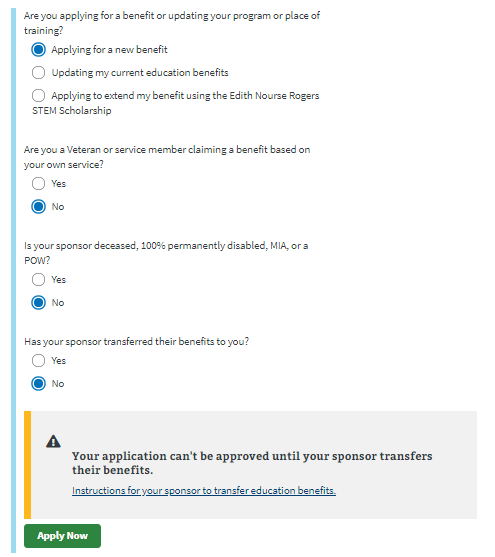 Are you applying for a benefit or updating your program or place of
training?
Applying for a new benefit
Updating my current education benefits
Applying to extend my benefit using the Edith Nourse Rogers
STEM Scholarship
Are you a Veteran or service member claiming a benefit based on
your own service?
Yes
No
Is your sponsor deceased, 100% permanently disabled, MIA, or a
POW?
Yes
No
Has your sponsor transferred their benefits to you?
Yes
No
Your application can't be approved until your sponsor transfers
their benefits.
Instructions for your sponsor to transfer education benefits.
Apply Now